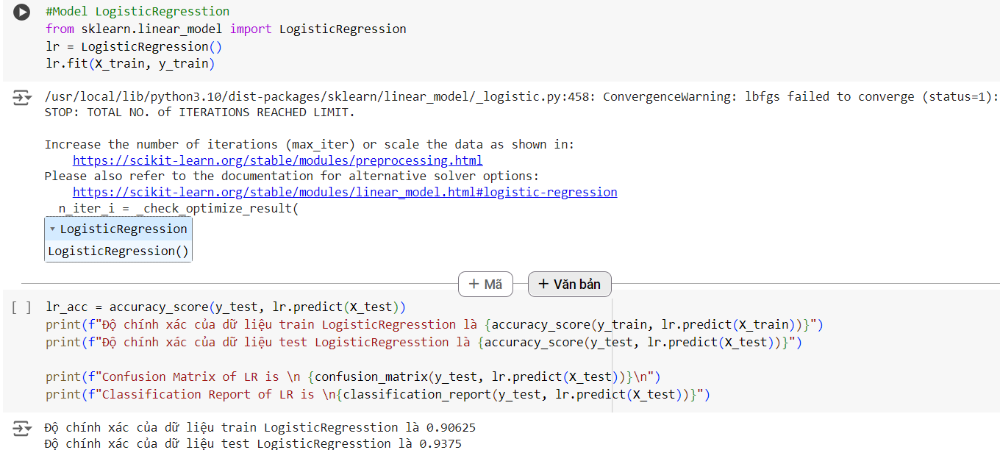 #Model LogisticRegresstion
from sklearn.linear_model import LogisticRegression
lr = LogisticRegression()
lr.fit(X_train, y_train)
/usr/local/lib/python3.10/dist-packages/sklearn/linear_model/_logistic.py:458: ConvergenceWarning: lbfgs failed to converge (status=1):
STOP: TOTAL NO. of ITERATIONS REACHED LIMIT.
Increase the number of iterations (max_iter) or scale the data as shown in:
https://scikit-learn.org/stable/modules/preprocessing.html
Please also refer to the documentation for alternative solver options:
https://scikit-learn.org/stable/modules/linear_model.html#logistic-regression
n_iter_i = _check_optimize_result(
▾ LogisticRegression
LogisticRegression()
+ Mã + Văn bản
[ ] lr_acc = accuracy_score(y_test, lr.predict(X_test))
print(f"Độ chính xác của dữ liệu train LogisticRegresstion là {accuracy_score(y_train, lr.predict(X_train))}")
print(f"Độ chính xác của dữ liệu test LogisticRegresstion là {accuracy_score(y_test, lr.predict(X_test))}")
print(f"Confusion Matrix of LR is \n {confusion_matrix(y_test, lr.predict(X_test))}\n")
print(f"Classification Report of LR is \n{classification_report(y_test, lr.predict(X_test))}")
Độ chính xác của dữ liệu train LogisticRegresstion là 0.90625
Độ chính xác của dữ liệu test LogisticRegresstion là 0.9375